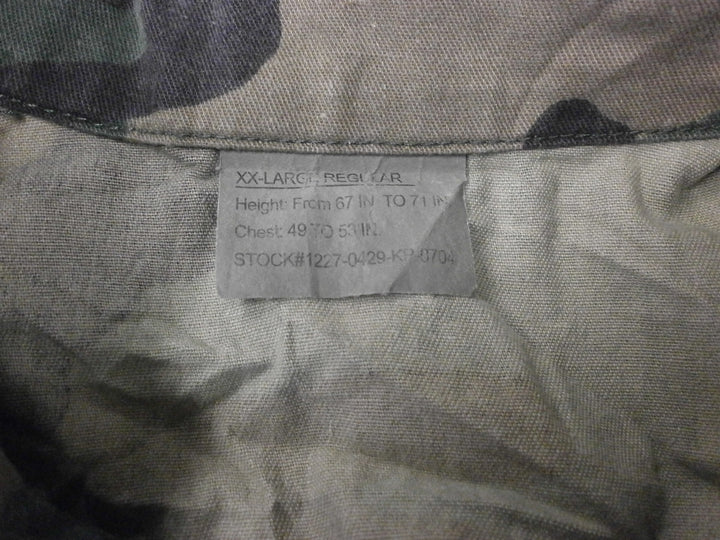 XX-LARGE REGULAR
Height: From 67 IN TO 71 IN
Chest: 49 TO 53 IN.
STOCK#1227-0429-KP-0704